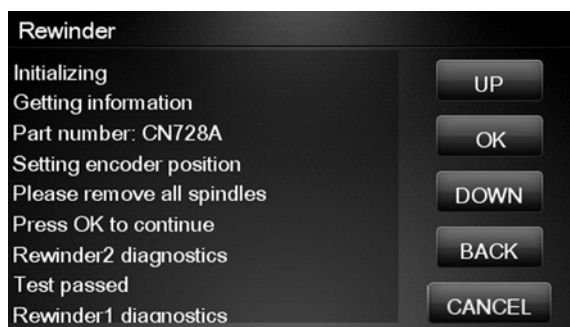 Rewinder
Initializing
Getting information
Part number: CN728A
Setting encoder position
Please remove all spindles
Press OK to continue
Rewinder2 diagnostics
Test passed
Rewinder1 diagnostics
UP
OK
DOWN
BACK
CANCEL